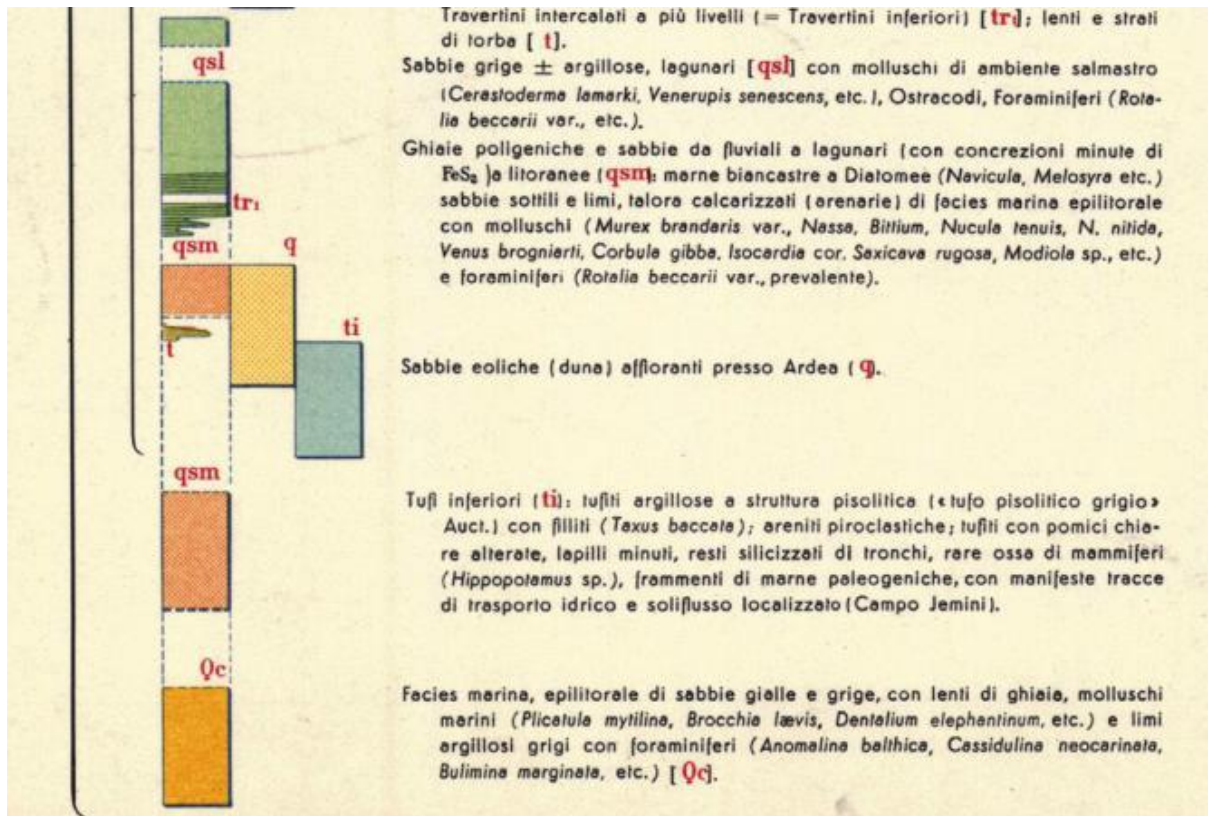 Travertini intercalati a più livelli (= Travertini inferiori) [tr₁]; lenti e strati
di torba [ t].
qsl
Sabbie grige ± argillose, lagunari [qsl] con molluschi di ambiente salmastro
(Cerastoderma lamarki, Venerupis senescens, etc.), Ostracodi, Foraminiferi (Rota-
lia beccarii var., etc.).
Ghiaie poligeniche e sabbie da fluviali a lagunari (con concrezioni minute di
FeS₂ )a litoranee (qsm): marne biancastre a Diatomee (Navicula, Melosyra etc.)
tr₁
sabbie sottili e limi, talora calcarizzati (arenarie) di facies marina epilitorale
con molluschi (Murex brandaris var., Nassa, Bittium, Nucula tenuis, N. nitida,
qsm
q
Venus brogniarti, Corbula gibba, Isocardia cor, Saxicava rugosa, Modiola sp., etc.)
e foraminiferi (Rotalia beccarii var., prevalente).
ti
t
Sabbie eoliche (duna) affioranti presso Ardea ( q).
qsm
Tufi inferiori (ti): tufiti argillose a struttura pisolitica («tufo pisolitico grigio»
Auct.) con filliti (Taxus baccata); areniti piroclastiche; tufiti con pomici chia-
re alterate, lapilli minuti, resti silicizzati di tronchi, rare ossa di mammiferi
(Hippopotamus sp.), frammenti di marne paleogeniche, con manifeste tracce
di trasporto idrico e soliflusso localizzato (Campo Jemini).
Qc
Facies marina, epilitorale di sabbie gialle e grige, con lenti di ghiaia, molluschi
marini (Plicatula mytilina, Brocchia lævis, Dentalium elephantinum, etc.) e limi
argillosi grigi con foraminiferi (Anomalina balthica, Cassidulina neocarinata,
Bulimina marginata, etc.) [ Qc].